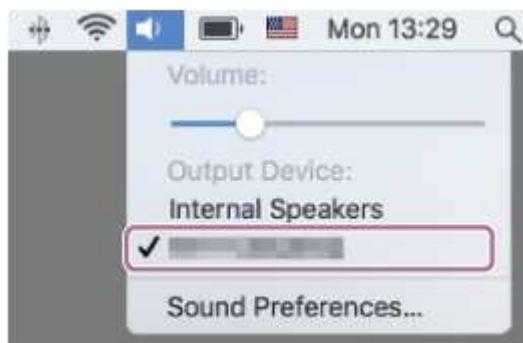 Mon 13:29
Volume:
Output Device:
Internal Speakers
Sound Preferences...